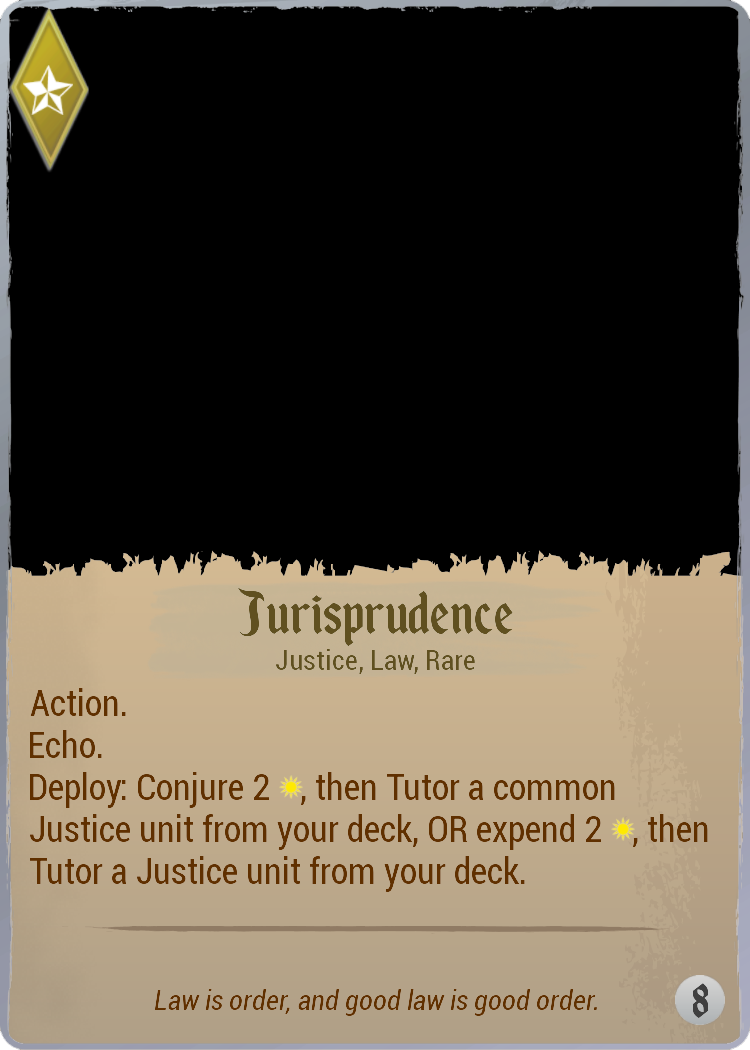 Jurisprudence
Justice, Law, Rare
Action.
Echo.
Deploy: Conjure 2 , then Tutor a common
Justice unit from your deck, OR expend 2 , then
Tutor a Justice unit from your deck.
Law is order, and good law is good order.
8